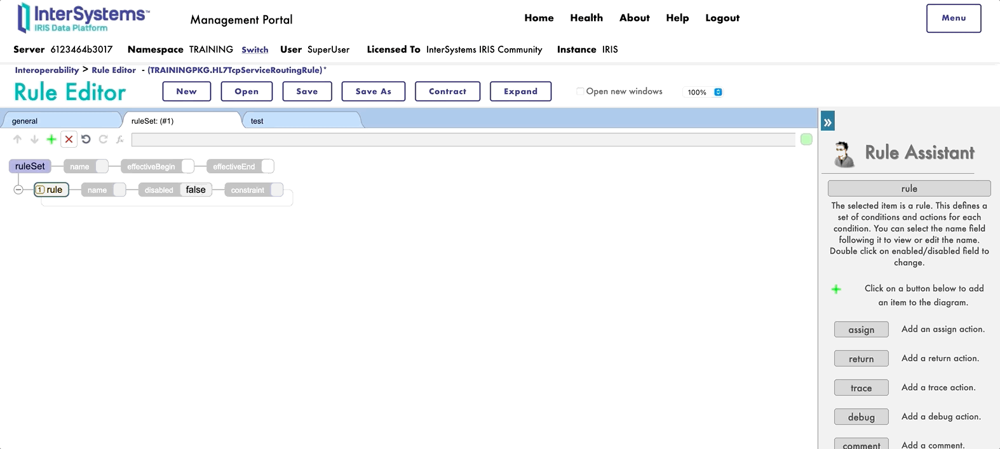 InterSystems™
IRIS Data Platform
Management Portal
Home Health About Help Logout
Menu
Server 6123464b3017 Namespace TRAINING Switch User SuperUser Licensed To InterSystems IRIS Community Instance IRIS
Interoperability > Rule Editor - (TRAININGPKG.HL7TcpServiceRoutingRule)*
Rule Editor
New Open Save Save As Contract Expand Open new windows 100%
general ruleSet: (#1) test
fx
ruleSet name effectiveBegin effectiveEnd
1 rule name disabled false constraint
»
Rule Assistant
rule
The selected item is a rule. This defines a
set of conditions and actions for each
condition. You can select the name field
following it to view or edit the name.
Double click on enabled/disabled field to
change.
Click on a button below to add
an item to the diagram.
assign Add an assign action.
return Add a return action.
trace Add a trace action.
debug Add a debug action.
comment Add a comment.